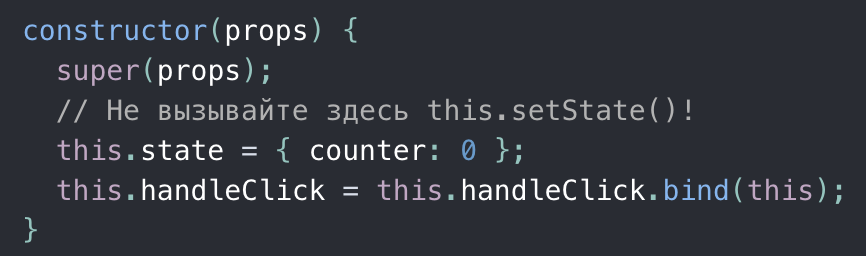 constructor(props) {
  super(props);
  // Не вызывайте здесь this.setState()!
  this.state = { counter: 0 };
  this.handleClick = this.handleClick.bind(this);
}